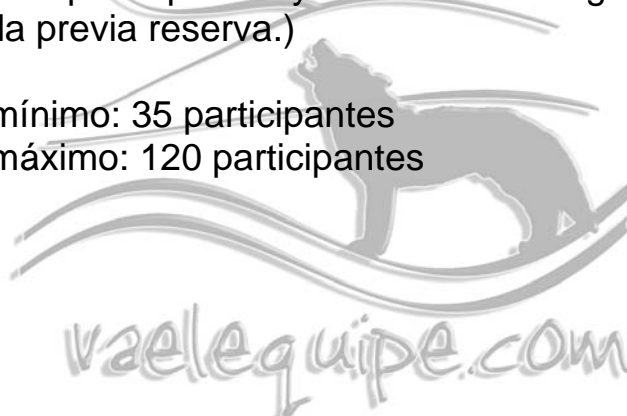 la previa reserva.)
mínimo: 35 participantes
máximo: 120 participantes
vaelequipe.com